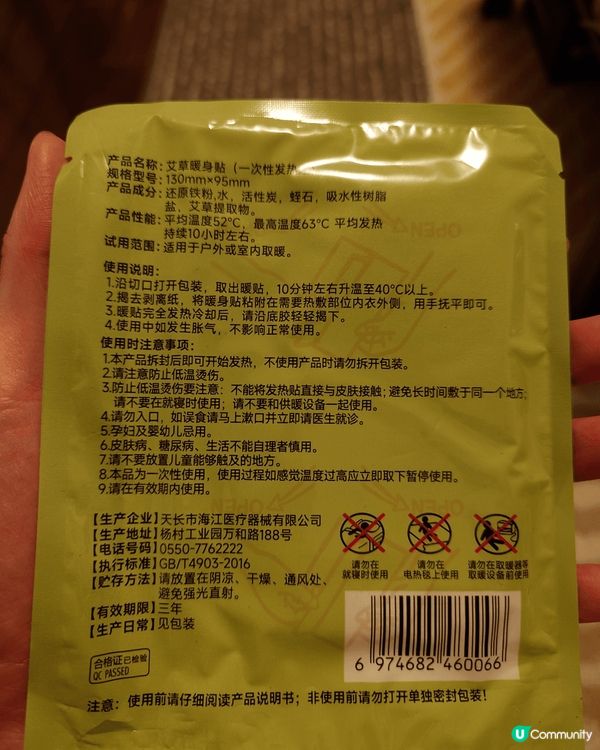 产品名称：艾草暖身贴（一次性发热
规格型号：130mm×95mm
产品成分：还原铁粉,水，活性炭，蛭石，吸水性树脂
盐、艾草提取物。
产品性能：平均温度52℃，最高温度63℃ 平均发热
持续10小时左右。
试用范围：适用于户外或室内取暖。
使用说明：
1.沿切口打开包装，取出暖贴，10分钟左右升温至40℃以上。
2.揭去剥离纸，将暖身贴粘附在需要热敷部位内衣外侧，用手抚平即可。
3.暖贴完全发热冷却后，请沿底胶轻轻揭下。
4.使用中如发生胀气，不影响正常使用。
使用时注意事项：
1.本产品拆封后即可开始发热，不使用产品时请勿拆开包装。
2.请注意防止低温烫伤。
3.防止低温烫伤要注意：不能将发热贴直接与皮肤接触；避免长时间敷于同一个地方；
请不要在就寝时使用；请不要和供暖设备一起使用。
4.请勿入口，如误食请马上漱口并立即请医生就诊。
5.孕妇及婴幼儿忌用。
6.皮肤病、糖尿病、生活不能自理者慎用。
7.请不要放置儿童能够触及的地方。
8.本品为一次性使用，使用过程如感觉温度过高应立即取下暂停使用。
9.请在有效期内使用。
【生产企业】天长市海江医疗器械有限公司
【生产地址】杨村工业园万和路188号
【电话号码】0550-7762222
【执行标准】GB/T4903-2016
【贮存方法】请放置在阴凉、干燥、通风处、
避免强光直射。
【有效期限】三年
【生产日常】见包装
请勿在
就寝时使用
请勿在
电热毯上使用
请勿在取暖器等
取暖设备前使用
6 974682 460066
合格证 已检验
QC PASSED
注意：使用前请仔细阅读产品说明书；非使用前请勿打开单独密封包装！
U Community